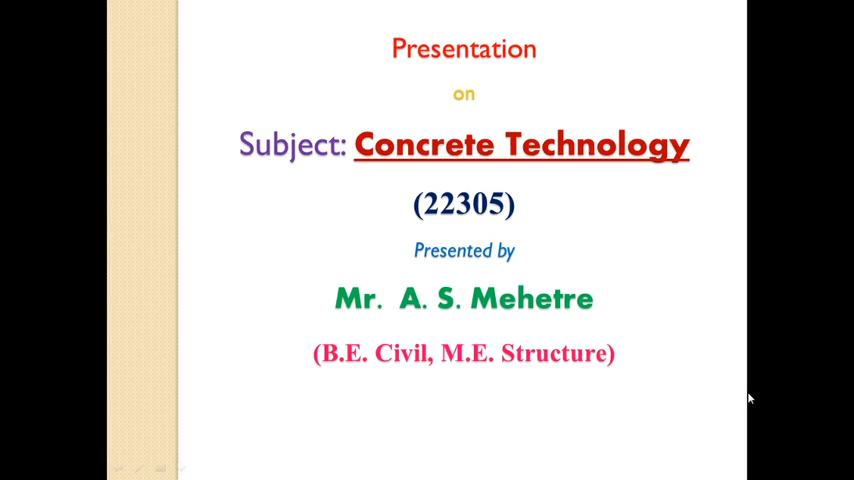 Presentation
on
Subject: Concrete Technology
(22305)
Presented by
Mr. A. S. Mehetre
(B.E. Civil, M.E. Structure)